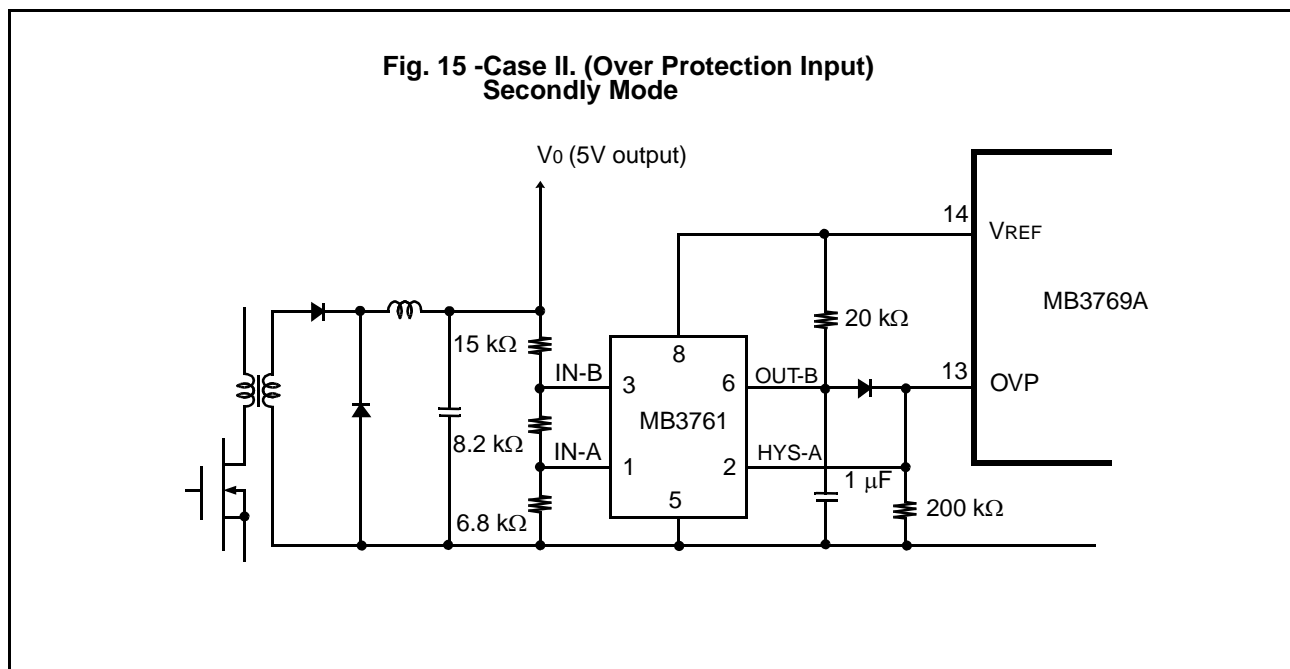 Fig. 15 -Case II. (Over Protection Input)
Secondly Mode
V0 (5V output)
14
VREF
MB3769A
20 kΩ
15 kΩ
8
IN-B
3
6
OUT-B
13
OVP
MB3761
8.2 kΩ
IN-A
1
2
HYS-A
1 μF
5
6.8 kΩ
200 kΩ